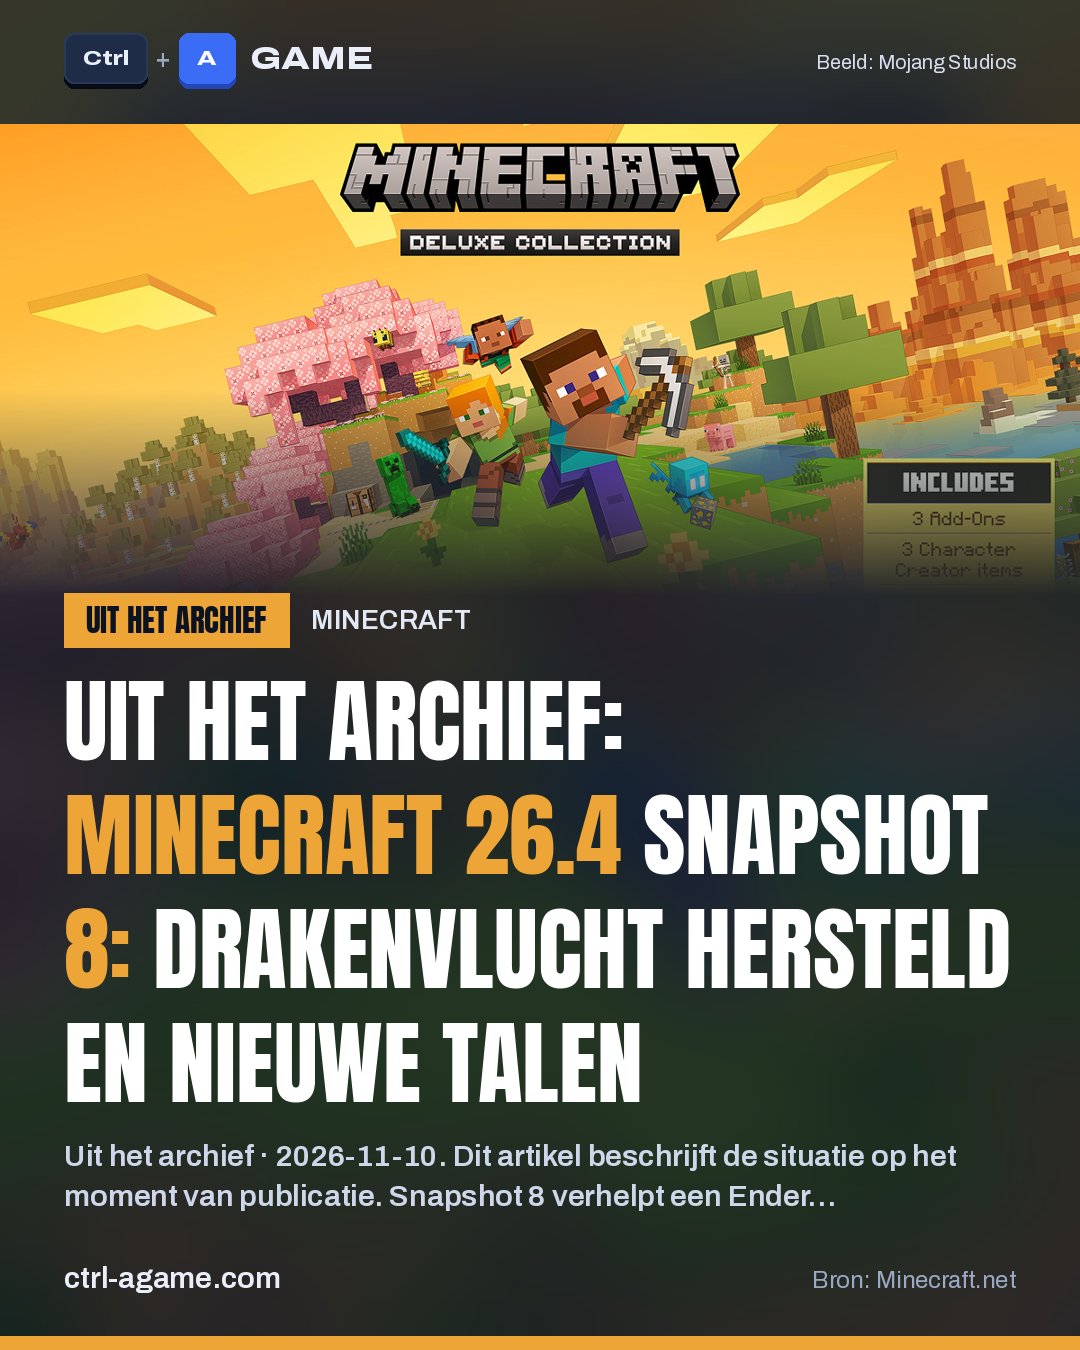 Ctrl + A GAME
Beeld: Mojang Studios
MINECRAFT
DELUXE COLLECTION
INCLUDES
3 Add-Ons
3 Character
Creator items
UIT HET ARCHIEF
MINECRAFT
UIT HET ARCHIEF:
MINECRAFT 26.4 SNAPSHOT
8: DRAKENVLUCHT HERSTELD
EN NIEUWE TALEN
Uit het archief · 2026-11-10. Dit artikel beschrijft de situatie op het
moment van publicatie. Snapshot 8 verhelpt een Ender…
ctrl-agame.com
Bron: Minecraft.net